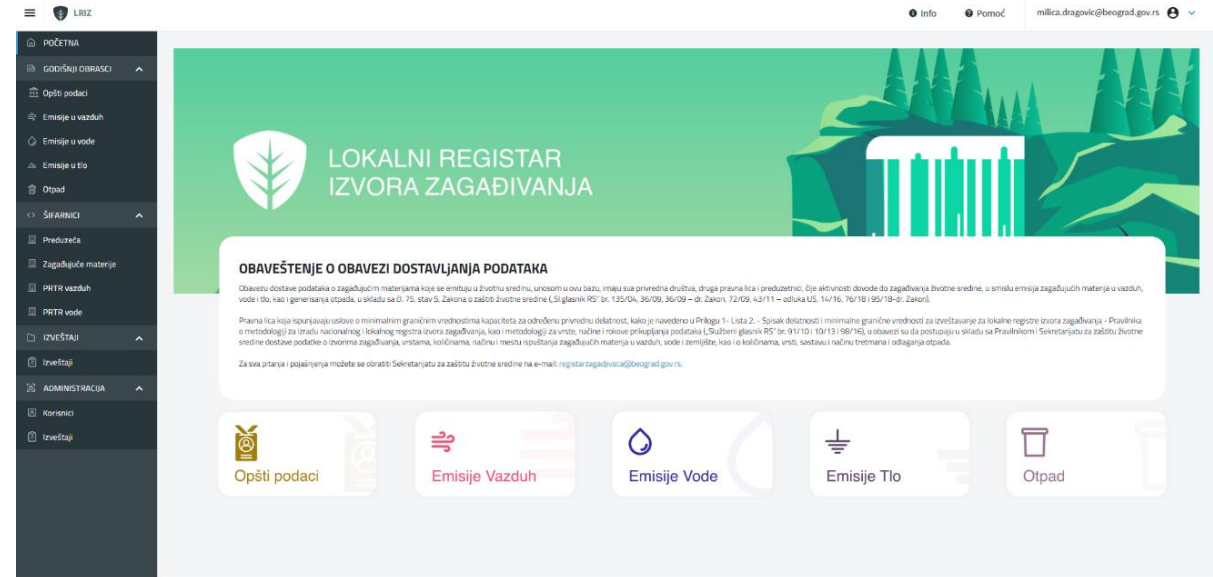 LRIZ
Info
Pomoć
milica.dragovic@beograd.gov.rs
POČETNA
GODIŠNJI OBRASCI
Opšti podaci
Emisije u vazduh
Emisije u vode
Emisije u tlo
Otpad
ŠIFARNICI
Preduzeća
Zagađujuće materije
PRTR vazduh
PRTR vode
IZVEŠTAJI
Izveštaji
ADMINISTRACIJA
Korisnici
Izveštaji
LOKALNI REGISTAR
IZVORA ZAGAĐIVANJA
OBAVEŠTENjE O OBAVEZI DOSTAVLjANjA PODATAKA
Obavezu dostave podataka o zagađujućim materijama koje se emituju u životnu sredinu, unosom u ovu bazu, imaju sva privredna društva, druga pravna lica i preduzetnici, čije aktivnosti dovode do zagađivanja životne sredine, u smislu emisija zagađujućih materija u vazduh,
vode i tlo, kao i generisanja otpada, u skladu sa čl. 75, stav 5, Zakona o zaštiti životne sredine („Sl.glasnik RS" br. 135/04, 36/09, 36/09 – dr. Zakon, 72/09, 43/11 – odluka US, 14/16, 76/18 i 95/18-dr. Zakon).
Pravna lica koja ispunjavaju uslove o minimalnim graničnim vrednostima kapaciteta za određenu privrednu delatnost, kako je navedeno u Prilogu 1- Lista 2. – Spisak delatnosti i minimalne granične vrednosti za izveštavanje za lokalne registre izvora zagađivanja - Pravilnika
o metodologiji za izradu nacionalnog i lokalnog registra izvora zagađivanja, kao i metodologiji za vrste, načine i rokove prikupljanja podataka („Službeni glasnik RS" br. 91/10 i 10/13 i 98/16), u obavezi su da postupaju u skladu sa Pravilnikom i Sekretarijatu za zaštitu životne
sredine dostave podatke o izvorima zagađivanja, vrstama, količinama, načinu i mestu ispuštanja zagađujućih materija u vazduh, vode i zemljište, kao i o količinama, vrsti, sastavu i načinu tretmana i odlaganja otpada.
Za sva pitanja i pojašnjenja možete se obratiti Sekretarijatu za zaštitu životne sredine na e-mail: registarzagadjivaca@beograd.gov.rs.
Opšti podaci
Emisije Vazduh
Emisije Vode
Emisije Tlo
Otpad